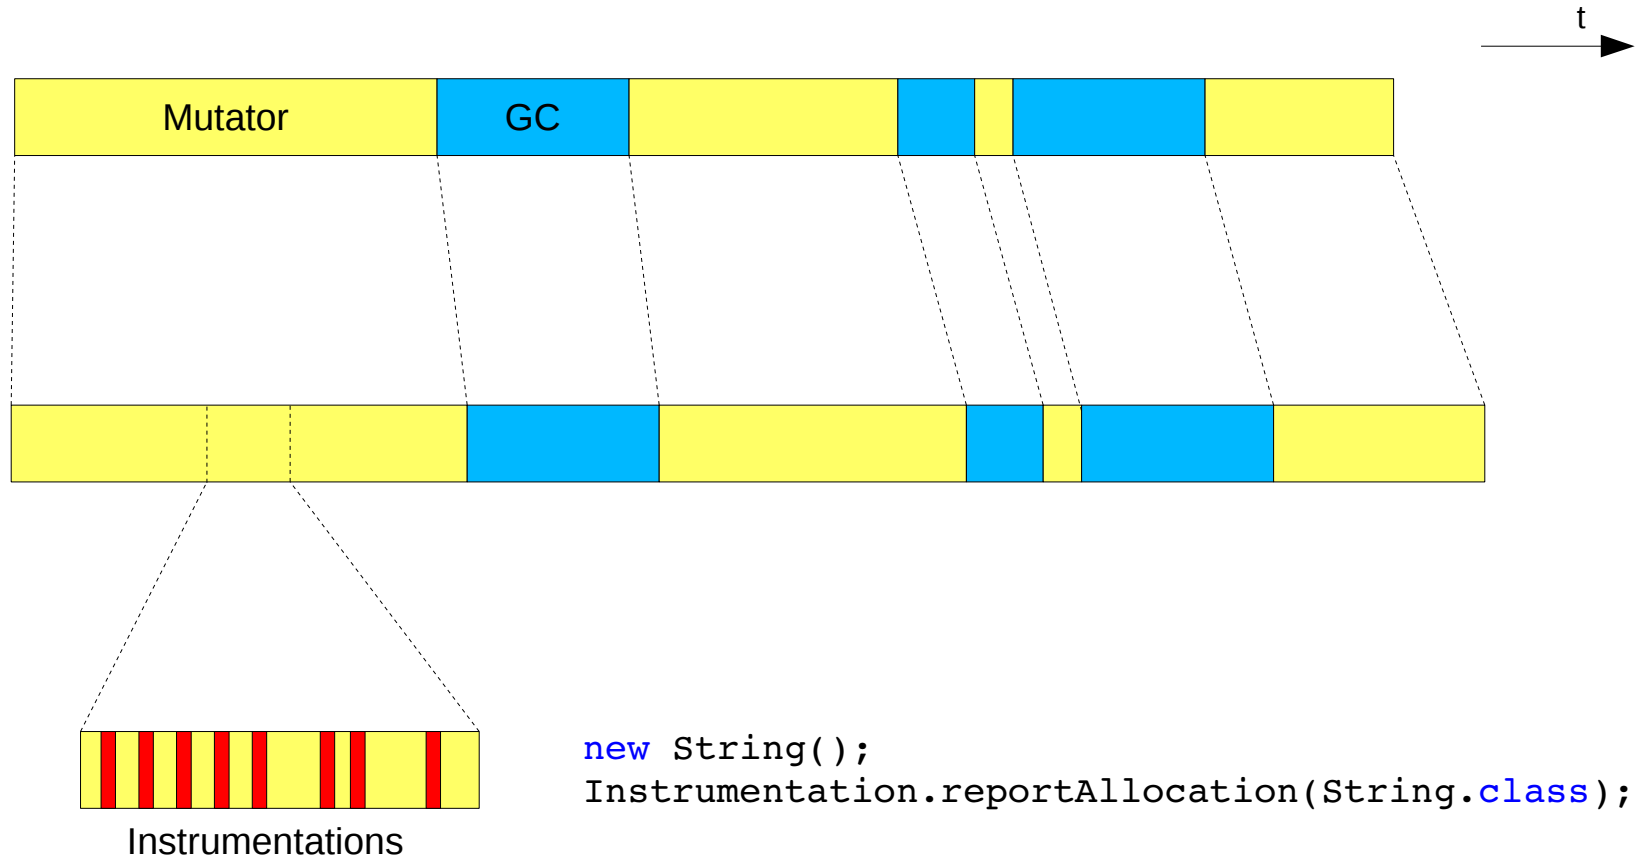 t
Mutator
GC
new String();
Instrumentation.reportAllocation(String.class);
Instrumentations